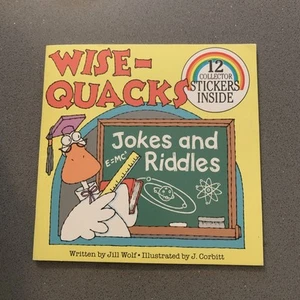 WISE-
QUACKS
12
COLLECTOR
STICKERS
INSIDE
Jokes and
Riddles
E=MC²
Written by Jill Wolf • Illustrated by J. Corbitt